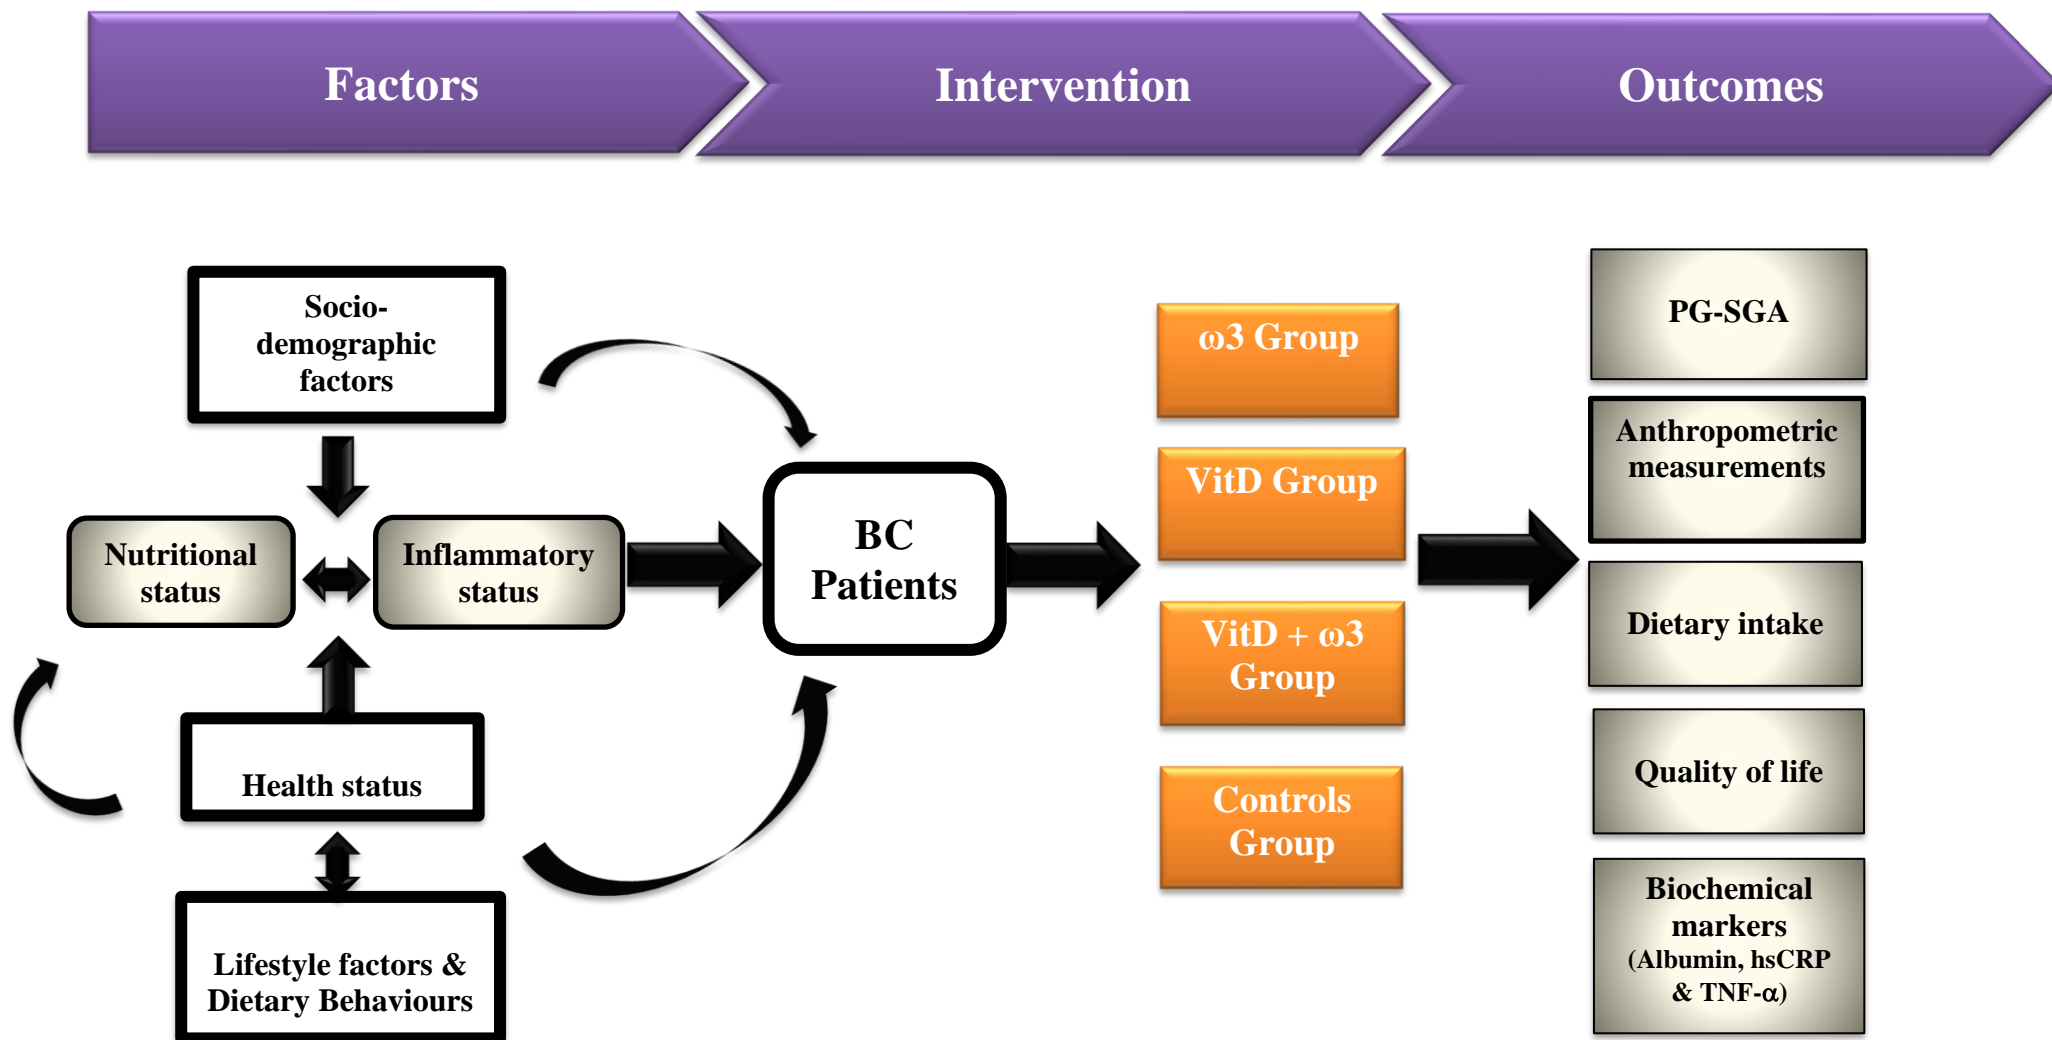 Factors
Intervention
Outcomes
Socio-
demographic
factors
Nutritional
status
Inflammatory
status
Health status
Lifestyle factors &
Dietary Behaviours
BC
Patients
ω3 Group
VitD Group
VitD + ω3
Group
Controls
Group
PG-SGA
Anthropometric
measurements
Dietary intake
Quality of life
Biochemical
markers
(Albumin, hsCRP
& TNF-α)